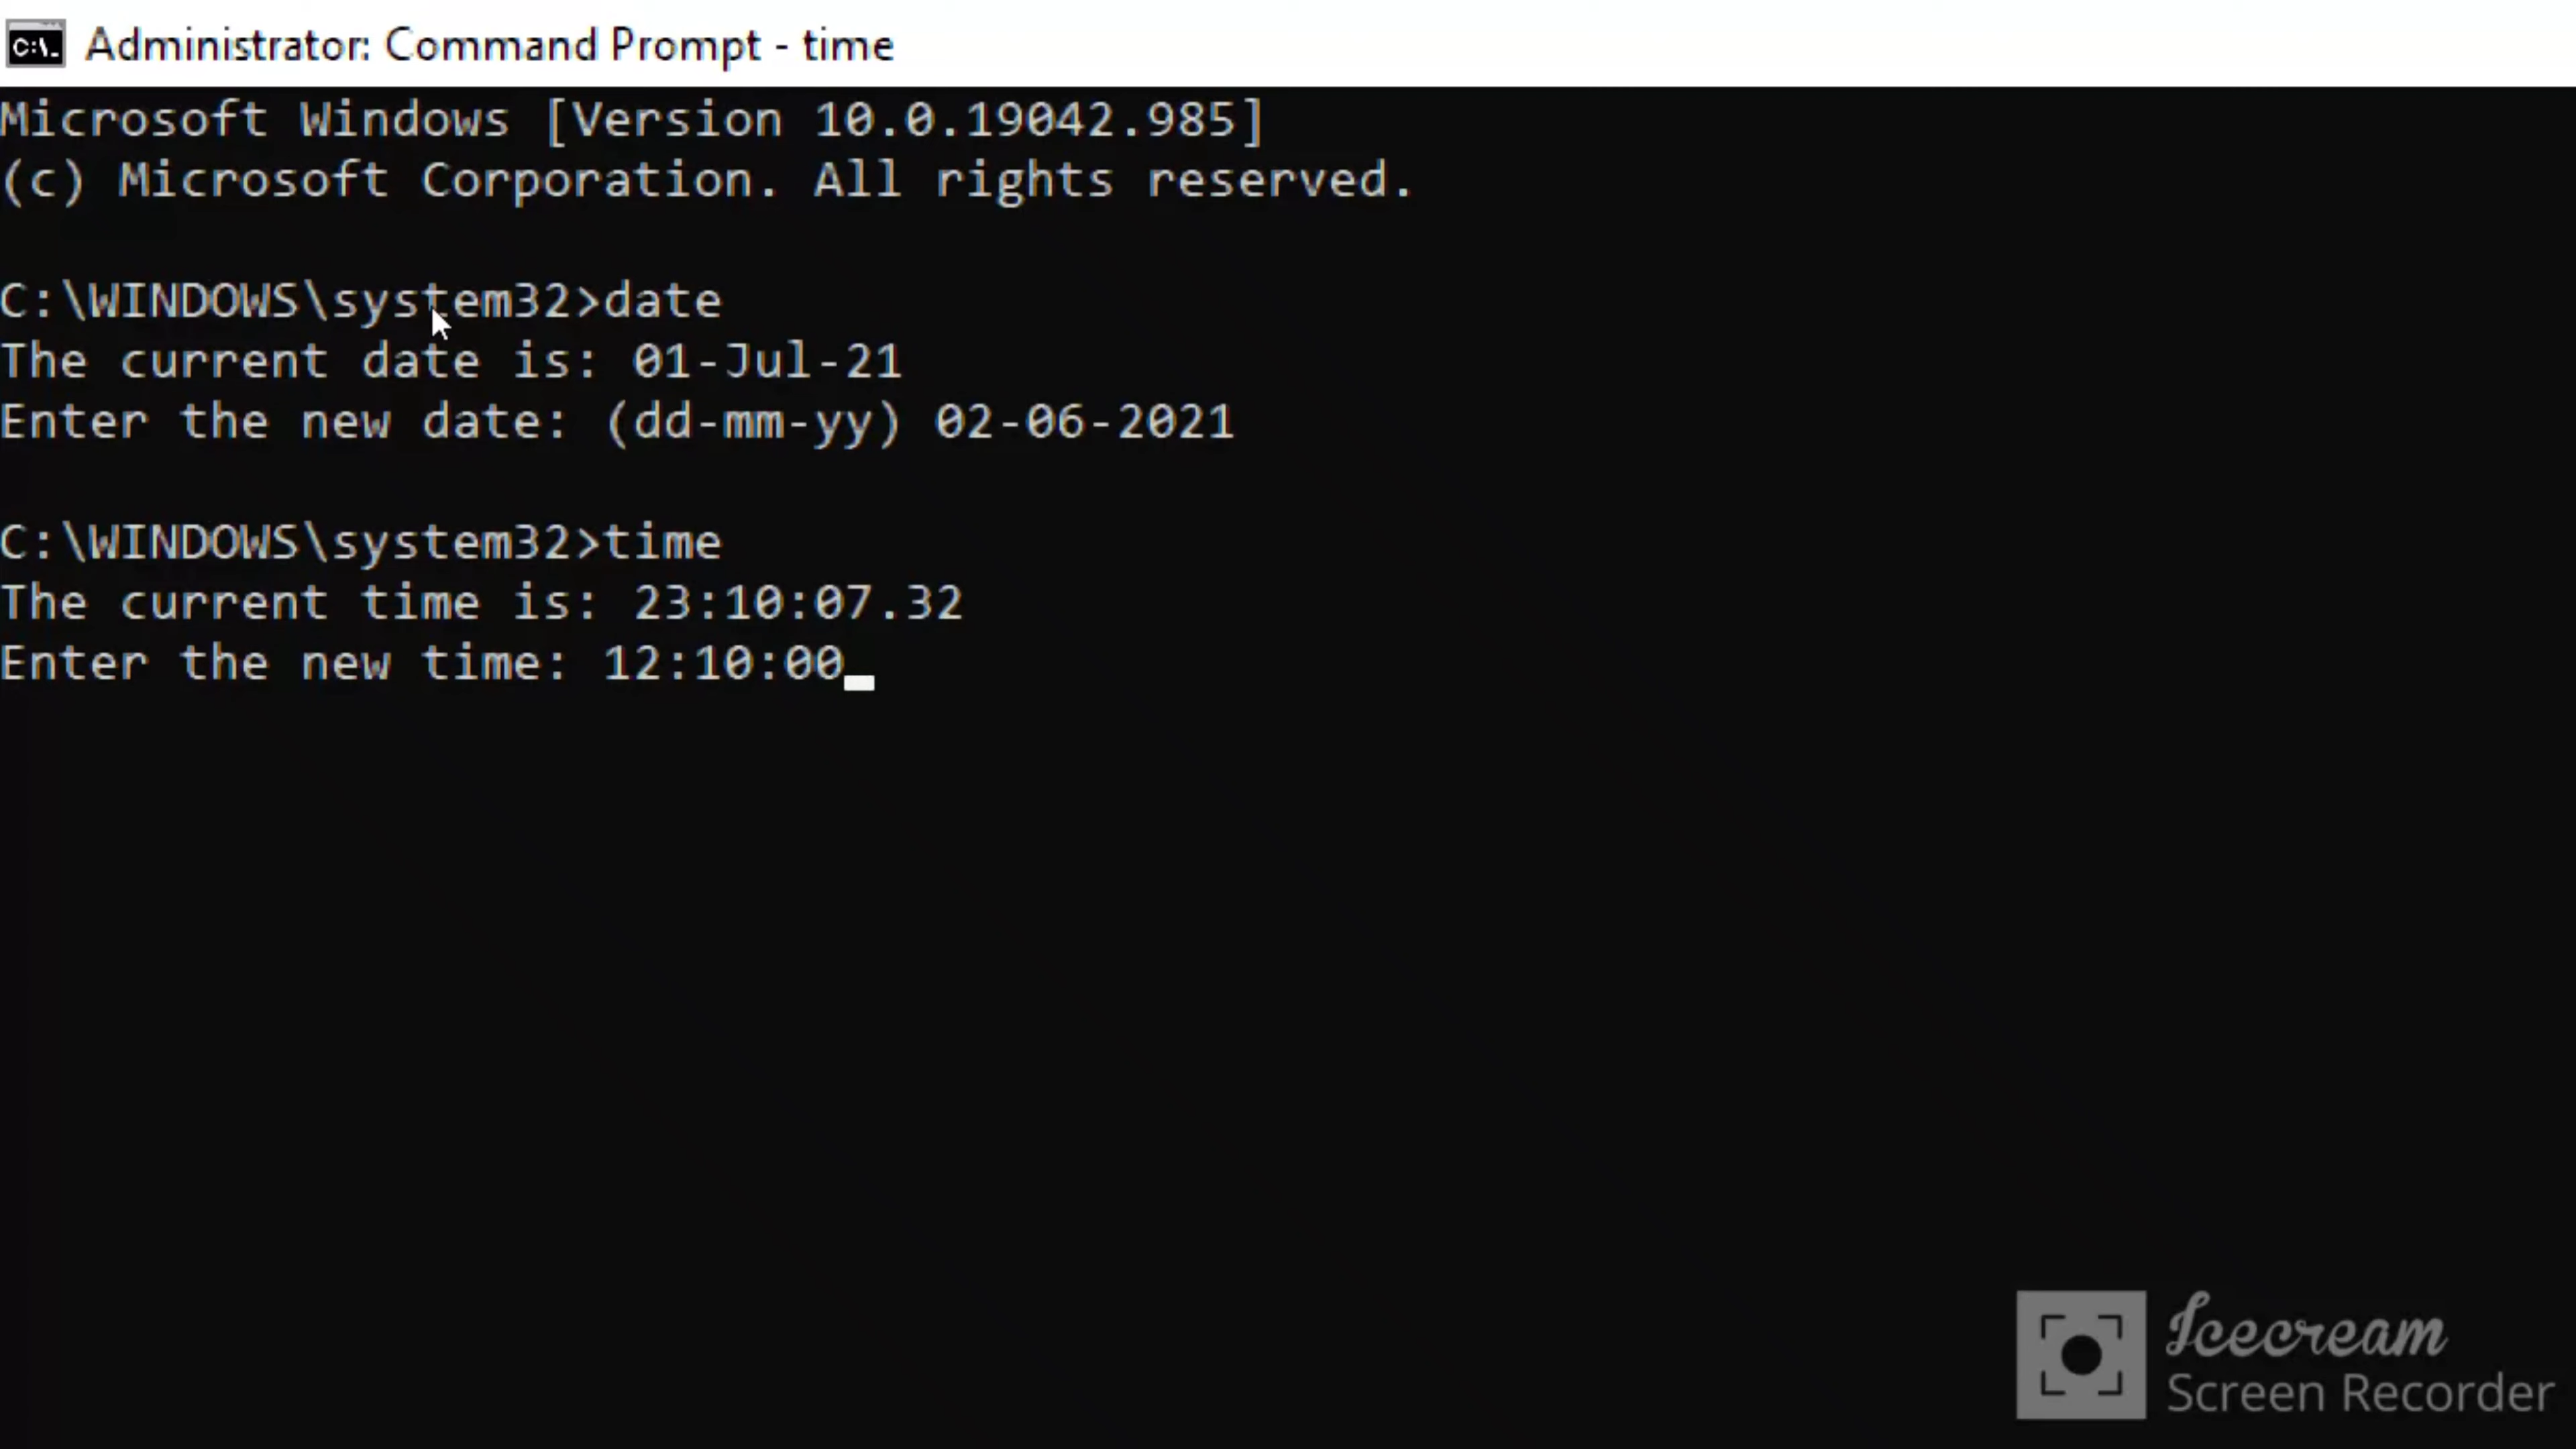 C:\. Administrator: Command Prompt - time
Microsoft Windows [Version 10.0.19042.985]
(c) Microsoft Corporation. All rights reserved.
C:\WINDOWS\system32>date
The current date is: 01-Jul-21
Enter the new date: (dd-mm-yy) 02-06-2021
C:\WINDOWS\system32>time
The current time is: 23:10:07.32
Enter the new time: 12:10:00
Icecream
Screen Recorder